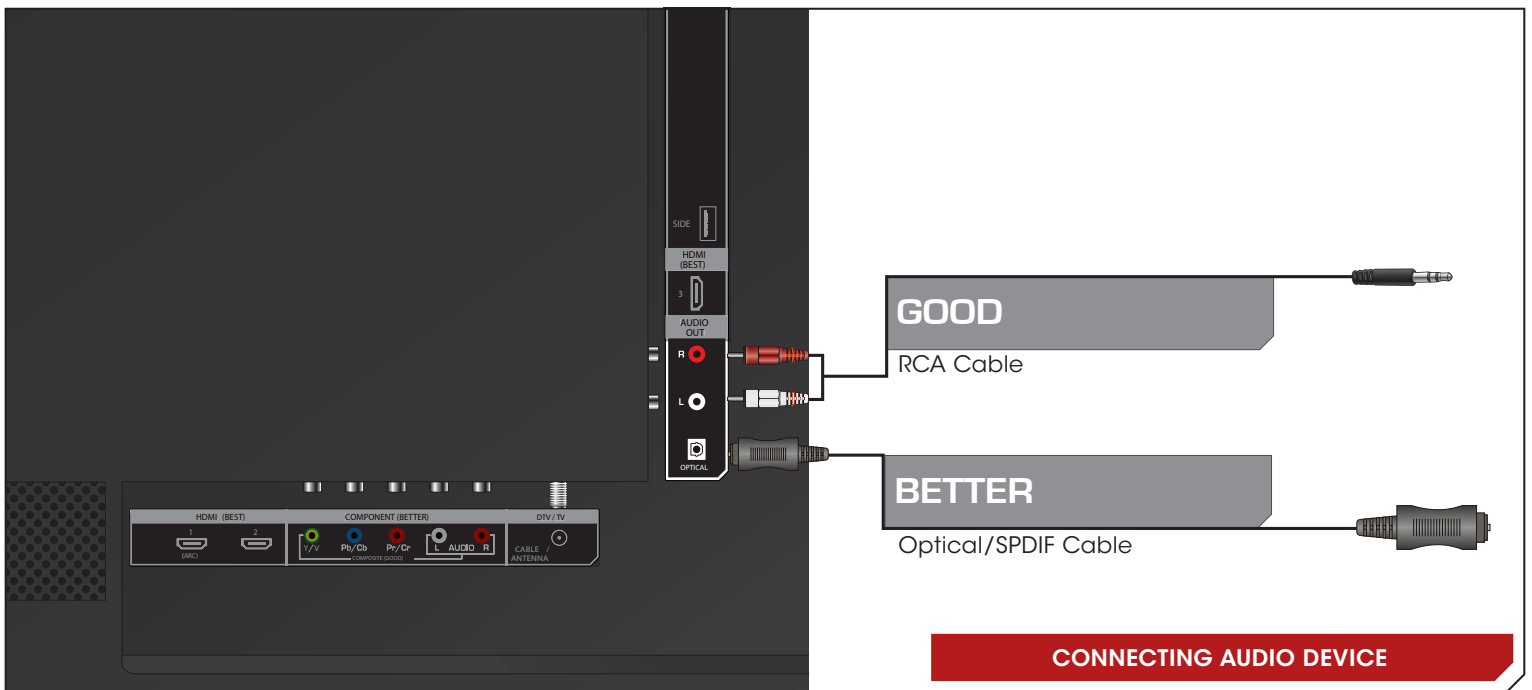 SIDE
HDMI
(BEST)
3
AUDIO
OUT
R
L
OPTICAL
GOOD
RCA Cable
BETTER
Optical/SPDIF Cable
HDMI (BEST)
1
2
(ARC)
COMPONENT (BETTER)
Y/V Pb/Cb Pr/Cr L AUDIO R
COMPOSITE (GOOD)
DTV / TV
CABLE /
ANTENNA
CONNECTING AUDIO DEVICE